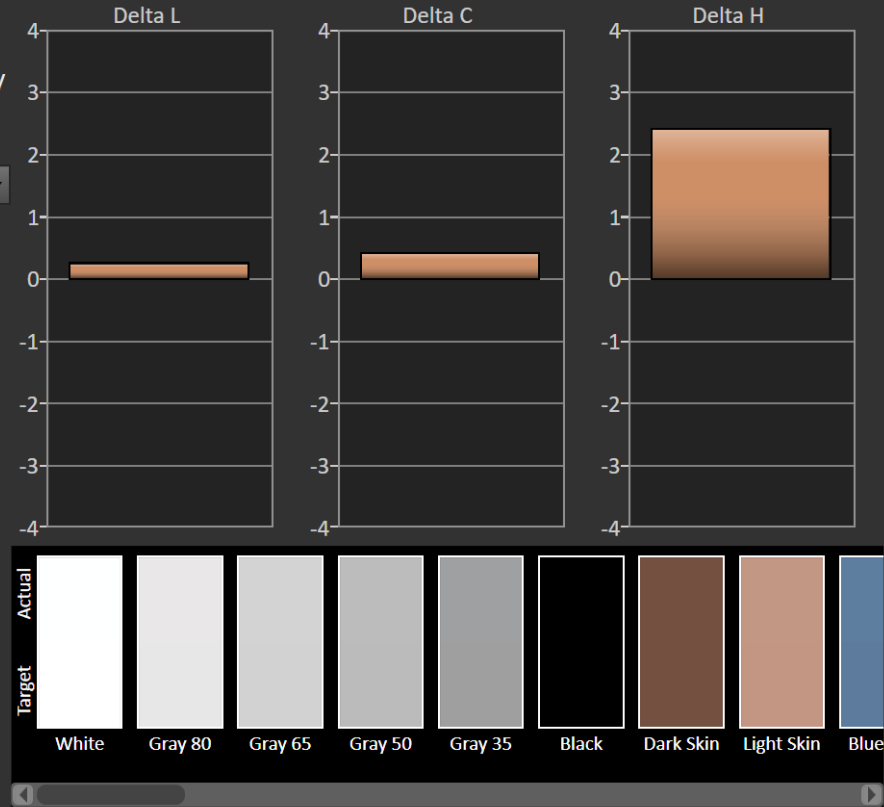 Delta L
Delta C
Delta H
4
3
2
1
0
-1
-2
-3
-4
4
3
2
1
0
-1
-2
-3
-4
4
3
2
1
0
-1
-2
-3
-4
Actual
Target
White
Gray 80
Gray 65
Gray 50
Gray 35
Black
Dark Skin
Light Skin
Blue